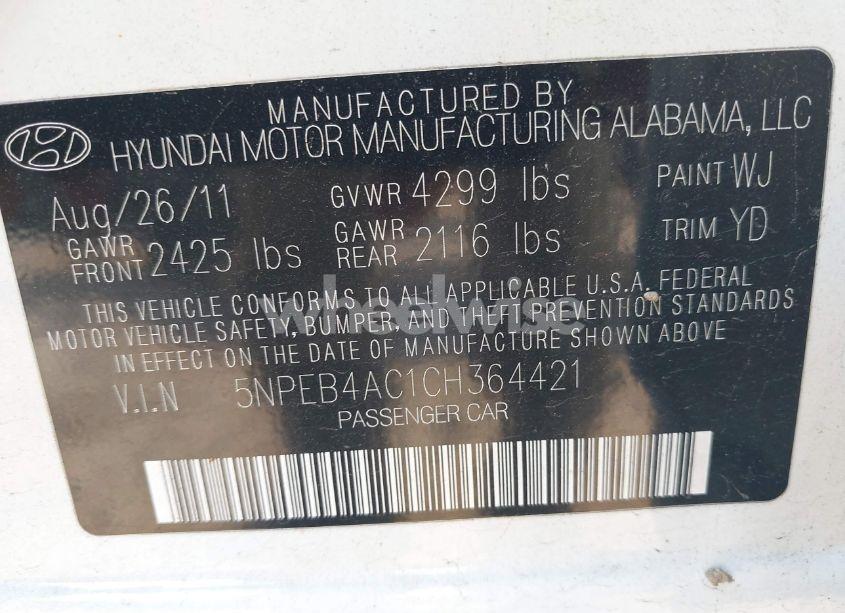 MANUFACTURED BY
HYUNDAI MOTOR MANUFACTURING ALABAMA, LLC
Aug/26/11 GVWR 4299 lbs PAINT WJ
GAWR FRONT 2425 lbs GAWR REAR 2116 lbs TRIM YD
THIS VEHICLE CONFORMS TO ALL APPLICABLE U.S.A. FEDERAL
MOTOR VEHICLE SAFETY, BUMPER, AND THEFT PREVENTION STANDARDS
IN EFFECT ON THE DATE OF MANUFACTURE SHOWN ABOVE
wheelwise
V.I.N 5NPEB4AC1CH364421
PASSENGER CAR